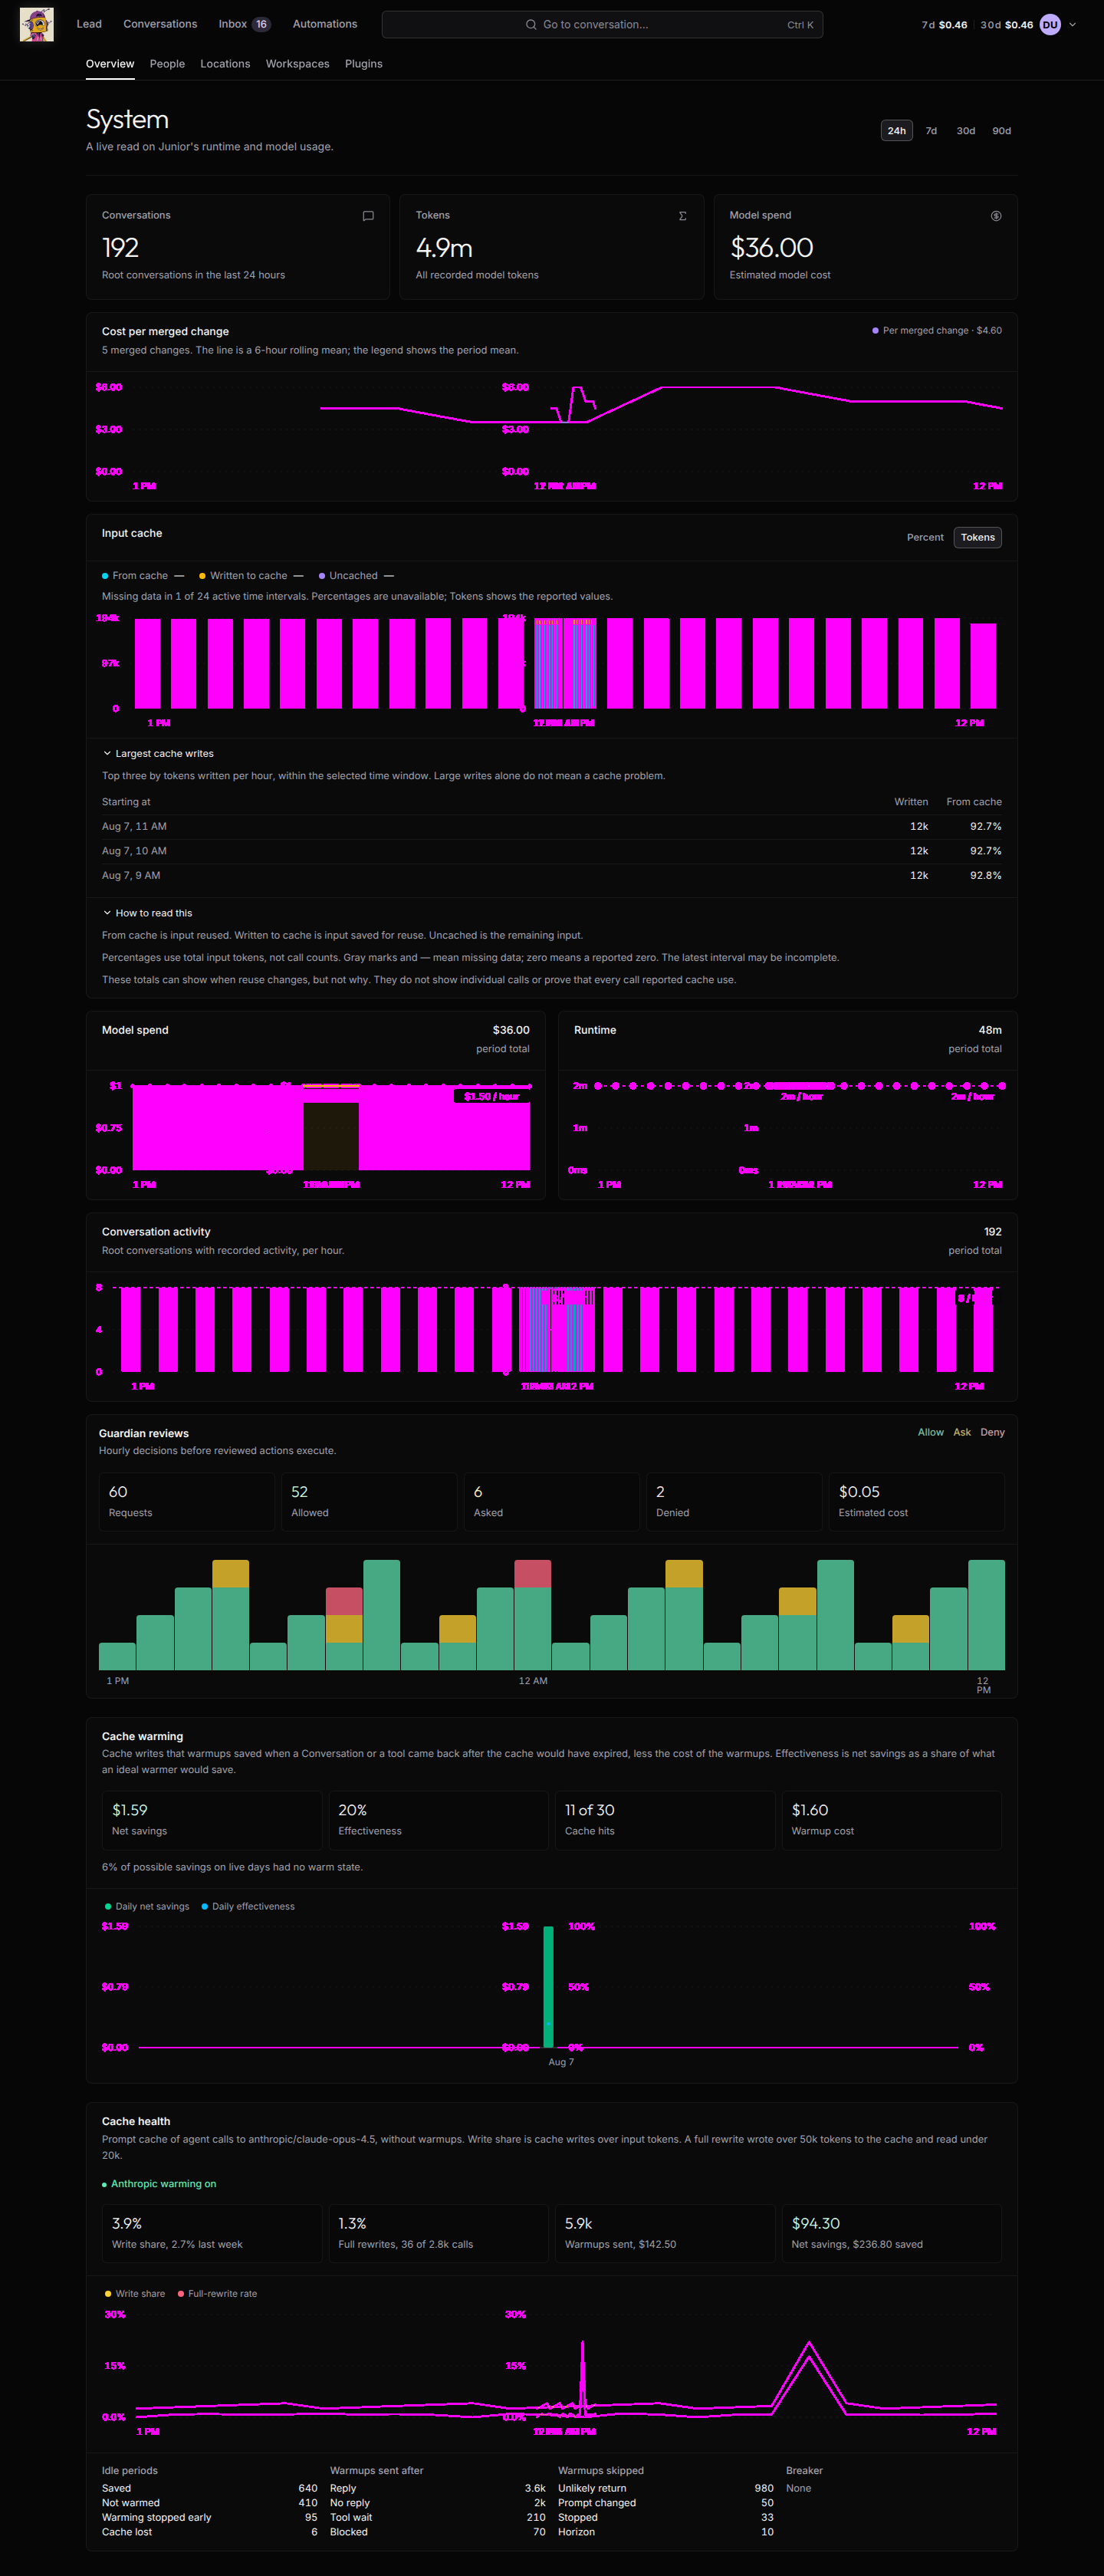 Lead Conversations Inbox 16 Automations Go to conversation... Ctrl K 7d $0.46 30d $0.46 DU
Overview People Locations Workspaces Plugins
System
A live read on Junior's runtime and model usage.
24h 7d 30d 90d
Conversations
192
Root conversations in the last 24 hours
Tokens
4.9m
All recorded model tokens
Model spend
$36.00
Estimated model cost
Cost per merged change
5 merged changes. The line is a 6-hour rolling mean; the legend shows the period mean.
Per merged change · $4.60
$6.00 $6.00
$3.00 $3.00
$0.00 $0.00
1 PM 12 PM
Input cache
Percent Tokens
From cache — Written to cache — Uncached —
Missing data in 1 of 24 active time intervals. Percentages are unavailable; Tokens shows the reported values.
194k
97k
0
1 PM 12 PM
Largest cache writes
Top three by tokens written per hour, within the selected time window. Large writes alone do not mean a cache problem.
Starting at Written From cache
Aug 7, 11 AM 12k 92.7%
Aug 7, 10 AM 12k 92.7%
Aug 7, 9 AM 12k 92.8%
How to read this
From cache is input reused. Written to cache is input saved for reuse. Uncached is the remaining input.
Percentages use total input tokens, not call counts. Gray marks and — mean missing data; zero means a reported zero. The latest interval may be incomplete.
These totals can show when reuse changes, but not why. They do not show individual calls or prove that every call reported cache use.
Model spend
$36.00
period total
$1
$1.50 / hour
$0.75
$0.00
1 PM 12 PM
Runtime
48m
period total
2m 2m
2m / hour 2m / hour
1m 1m
0ms 0ms
1 PM 12 PM
Conversation activity
192
Root conversations with recorded activity, per hour.
period total
8
4
0
1 PM 12 PM
Guardian reviews
Allow Ask Deny
Hourly decisions before reviewed actions execute.
60
Requests
52
Allowed
6
Asked
2
Denied
$0.05
Estimated cost
1 PM 12 AM 12 PM
Cache warming
Cache writes that warmups saved when a Conversation or a tool came back after the cache would have expired, less the cost of the warmups. Effectiveness is net savings as a share of what
an ideal warmer would save.
$1.59
Net savings
20%
Effectiveness
11 of 30
Cache hits
$1.60
Warmup cost
6% of possible savings on live days had no warm state.
Daily net savings Daily effectiveness
$1.59 $1.59 100% 100%
$0.79 $0.79 50% 50%
$0.00 $0.00 0% 0%
Aug 7
Cache health
Prompt cache of agent calls to anthropic/claude-opus-4.5, without warmups. Write share is cache writes over input tokens. A full rewrite wrote over 50k tokens to the cache and read under
20k.
Anthropic warming on
3.9%
Write share, 2.7% last week
1.3%
Full rewrites, 36 of 2.8k calls
5.9k
Warmups sent, $142.50
$94.30
Net savings, $236.80 saved
Write share Full-rewrite rate
30% 30%
15% 15%
0.0% 0.0%
1 PM 12 PM
Idle periods Warmups sent after Warmups skipped Breaker
Saved 640 Reply 3.6k Unlikely return 980 None
Not warmed 410 No reply 2k Prompt changed 50
Warming stopped early 95 Tool wait 210 Stopped 33
Cache lost 6 Blocked 70 Horizon 10